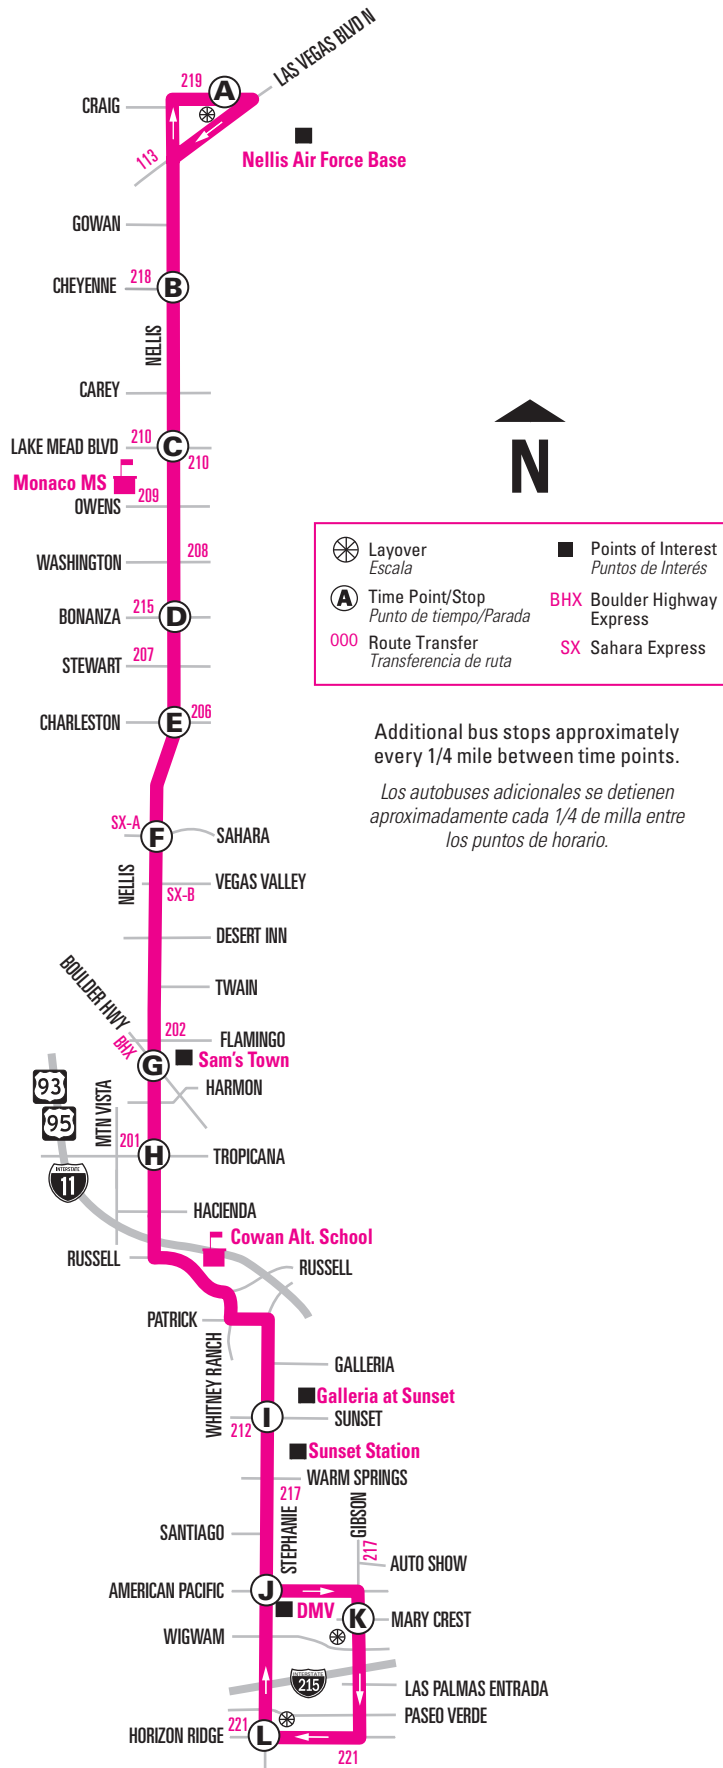 LAS VEGAS BLVD N
219
A
CRAIG
113
Nellis Air Force Base
GOWAN
218
CHEYENNE
B
NELLIS
CAREY
LAKE MEAD BLVD
210
C
210
Monaco MS
209
OWENS
WASHINGTON
208
BONANZA
215
D
STEWART
207
CHARLESTON
E
206
N
Layover
Escala
A
Time Point/Stop
Punto de tiempo/Parada
000
Route Transfer
Transferencia de ruta
Points of Interest
Puntos de Interés
BHX
Boulder Highway
Express
SX
Sahara Express
Additional bus stops approximately
every 1/4 mile between time points.
Los autobuses adicionales se detienen
aproximadamente cada 1/4 de milla entre
los puntos de horario.
SX-A
F
SAHARA
NELLIS
VEGAS VALLEY
SX-B
DESERT INN
TWAIN
BOULDER HWY
BHX
202
FLAMINGO
G
Sam's Town
HARMON
93
95
INTERSTATE
11
MTN VISTA
201
H
TROPICANA
HACIENDA
Cowan Alt. School
RUSSELL
RUSSELL
PATRICK
WHITNEY RANCH
GALLERIA
Galleria at Sunset
I
212
SUNSET
Sunset Station
WARM SPRINGS
217
STEPHANIE
GIBSON
217
SANTIAGO
AUTO SHOW
AMERICAN PACIFIC
J
DMV
K
MARY CREST
WIGWAM
INTERSTATE
215
LAS PALMAS ENTRADA
PASEO VERDE
221
HORIZON RIDGE
L
221